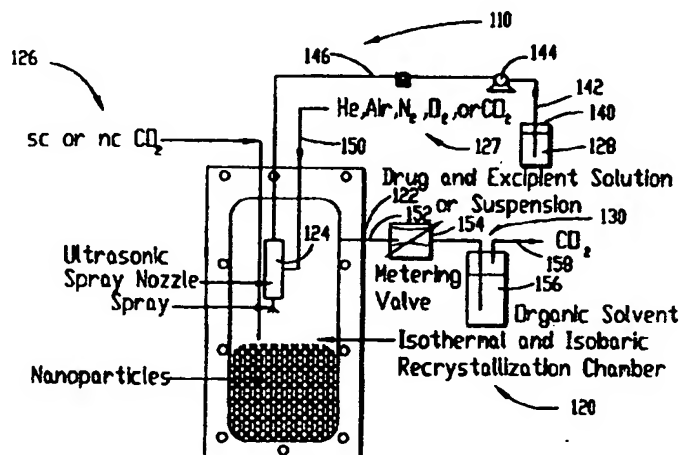 110
126
146
144
142
He, Air, N₂, O₂, or CO₂
140
sc or nc CO₂
150
127
128
Drug and Excipient Solution
or Suspension
122
152
154
130
124
CO₂
158
Ultrasonic
Spray Nozzle
Metering
Valve
156
Spray
Organic Solvent
Isothermal and Isobaric
Recrystallization Chamber
Nanoparticles
120